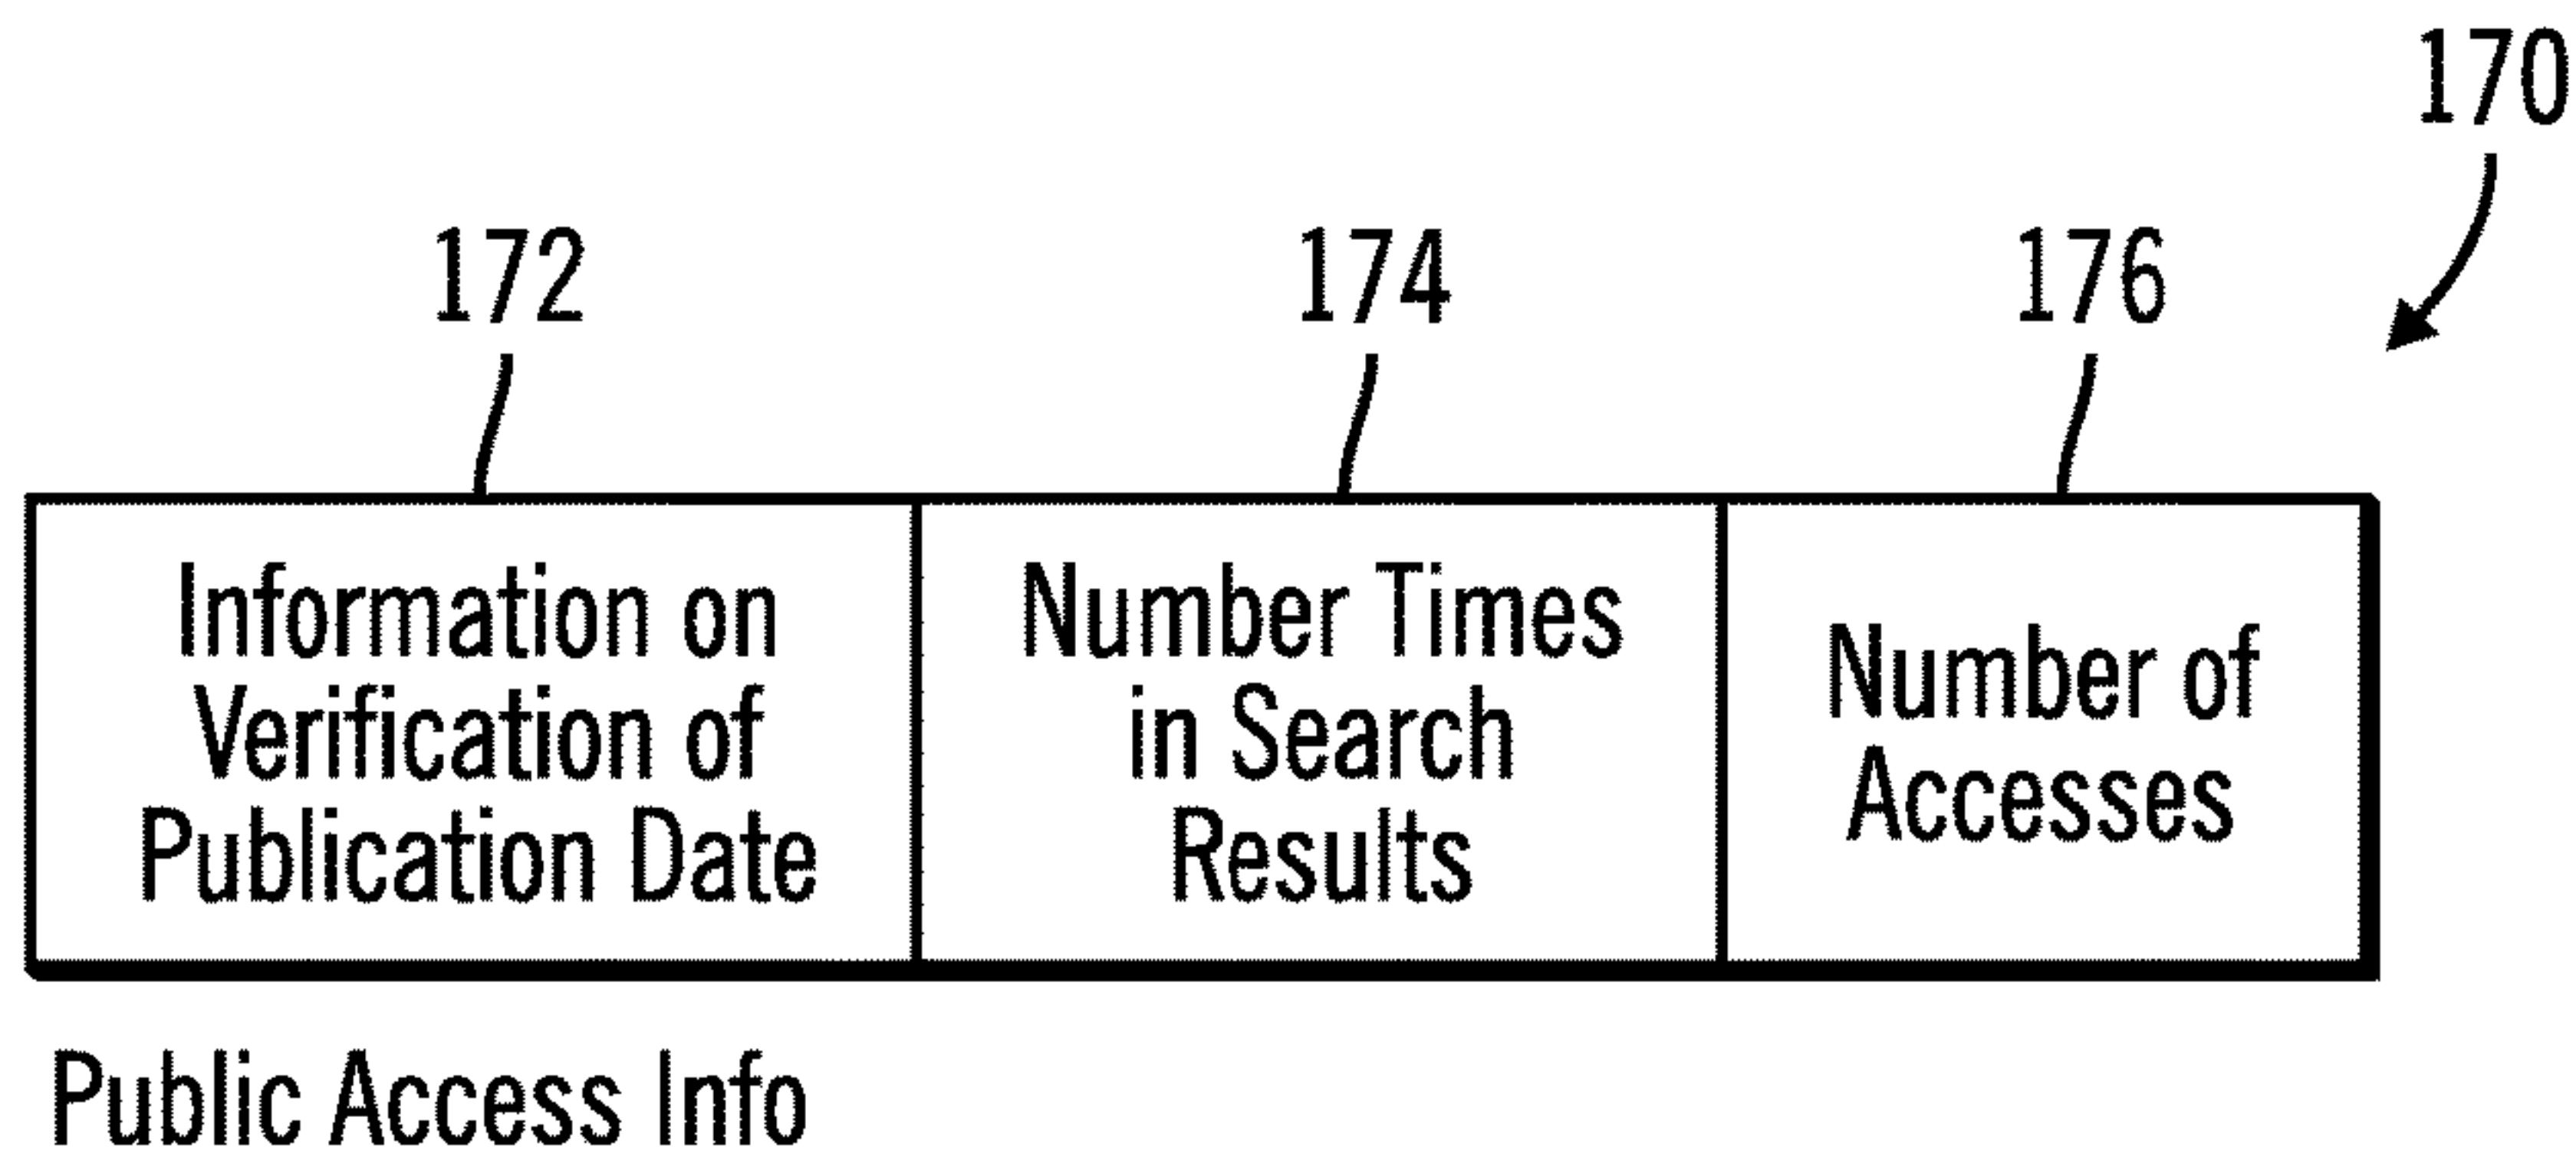 170
172
174
176
Information on
Verification of
Publication Date
Number Times
in Search
Results
Number of
Accesses
Public Access Info